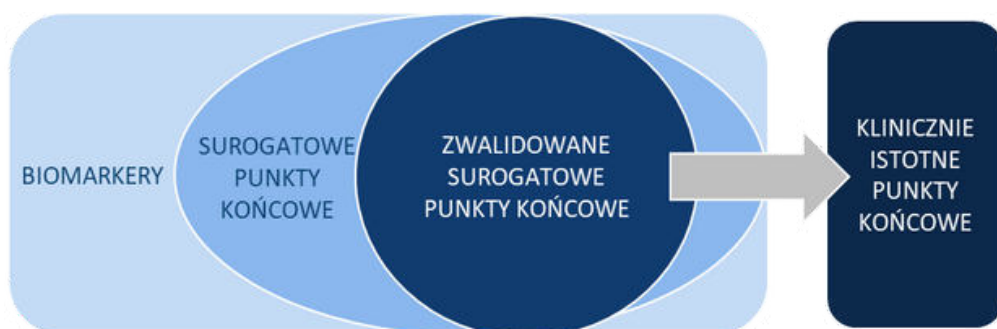 BIOMARKERY
SUROGATOWE
PUNKTY
KOŃCOWE
ZWALIDOWANE
SUROGATOWE
PUNKTY KOŃCOWE
KLINICZNIE
ISTOTNE
PUNKTY
KOŃCOWE